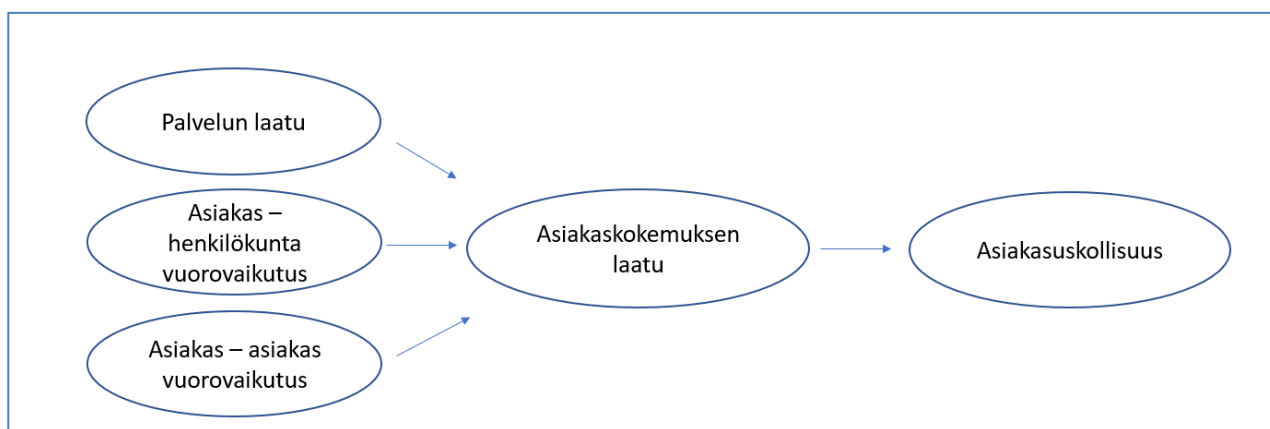 Palvelun laatu
Asiakas –
henkilökunta
vuorovaikutus
Asiakas – asiakas
vuorovaikutus
Asiakaskokemuksen
laatu
Asiakasuskollisuus